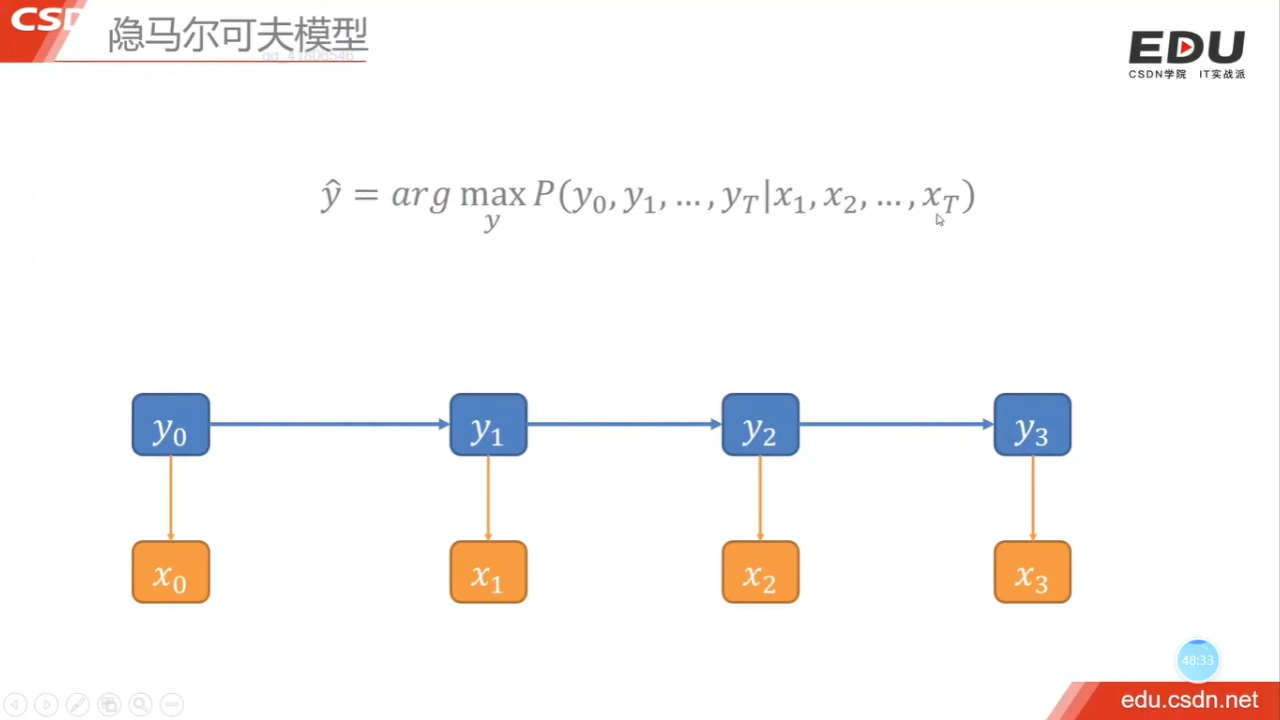 CSD
隐马尔可夫模型
qq_41806546
EDU
CSDN学院 IT实战派
ŷ = arg max P(y₀, y₁, … , y_T|x₁, x₂, … , x_T)
y
y₀ y₁ y₂ y₃
x₀ x₁ x₂ x₃
48:33
edu.csdn.net